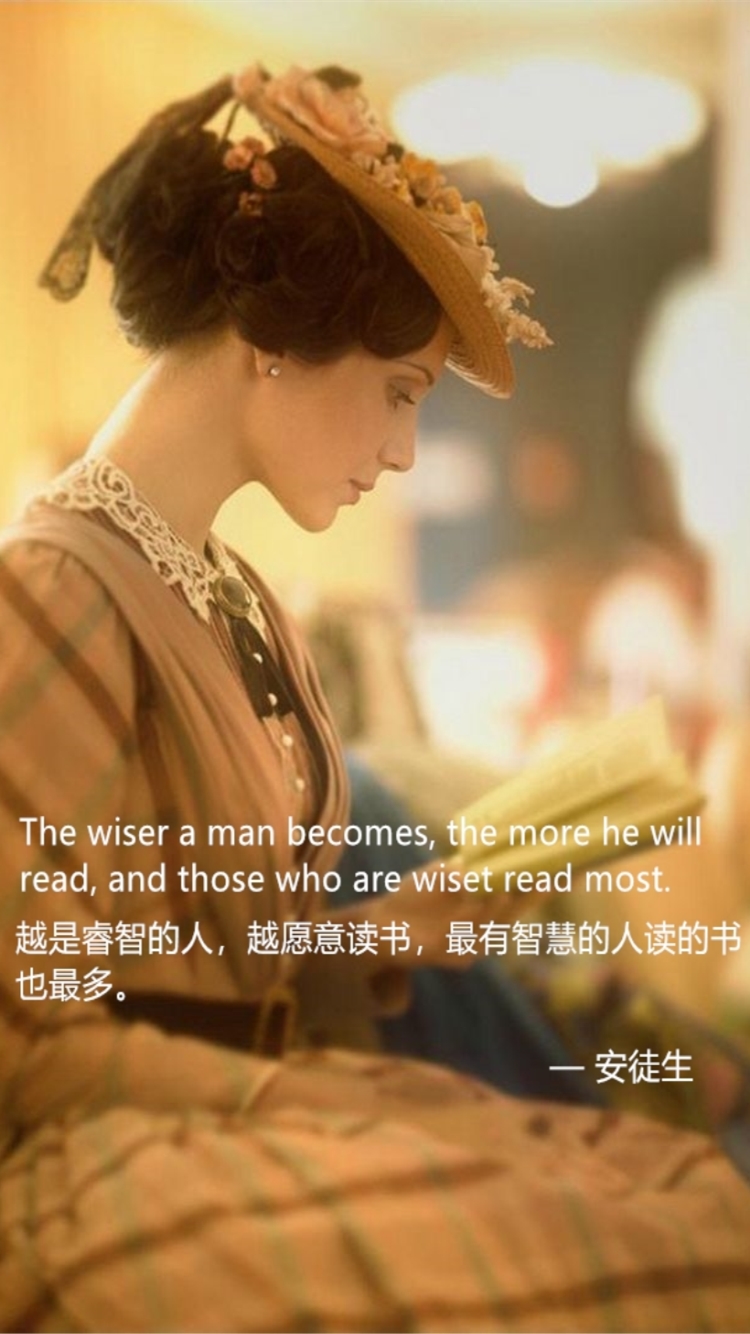 The wiser a man becomes, the more he will
read, and those who are wiset read most.
越是睿智的人，越愿意读书，最有智慧的人读的书
也最多。
— 安徒生